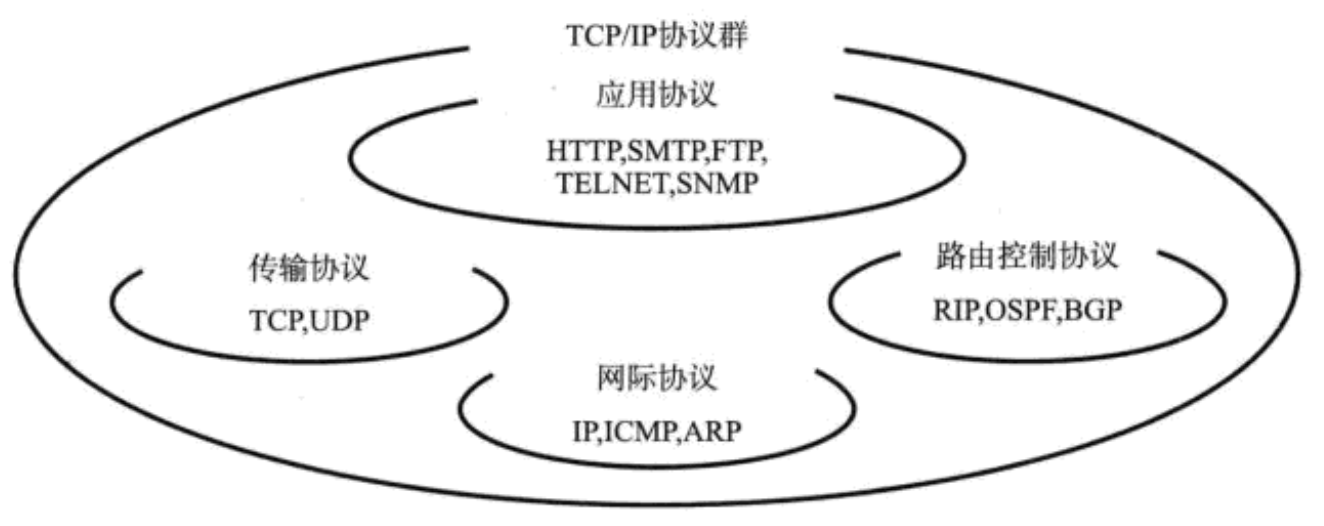 TCP/IP协议群
应用协议
HTTP,SMTP,FTP,
TELNET,SNMP
传输协议
TCP,UDP
路由控制协议
RIP,OSPF,BGP
网际协议
IP,ICMP,ARP